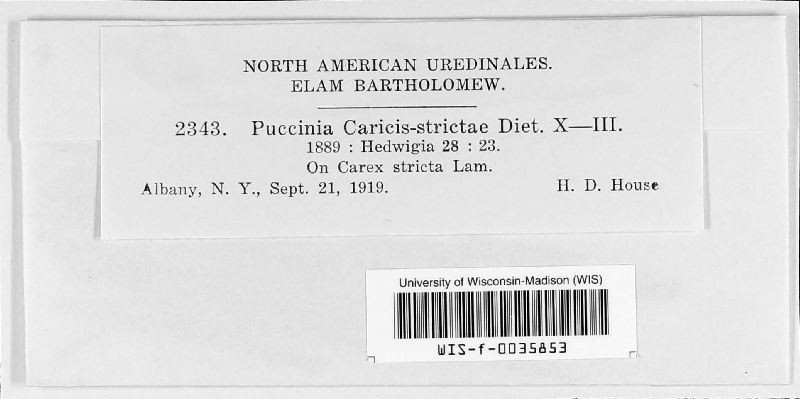 NORTH AMERICAN UREDINALES.
ELAM BARTHOLOMEW.
2343. Puccinia Caricis-strictae Diet. X—III.
1889 : Hedwigia 28 : 23.
On Carex stricta Lam.
Albany, N. Y., Sept. 21, 1919. H. D. House
University of Wisconsin-Madison (WIS)
WIS-f-0035853